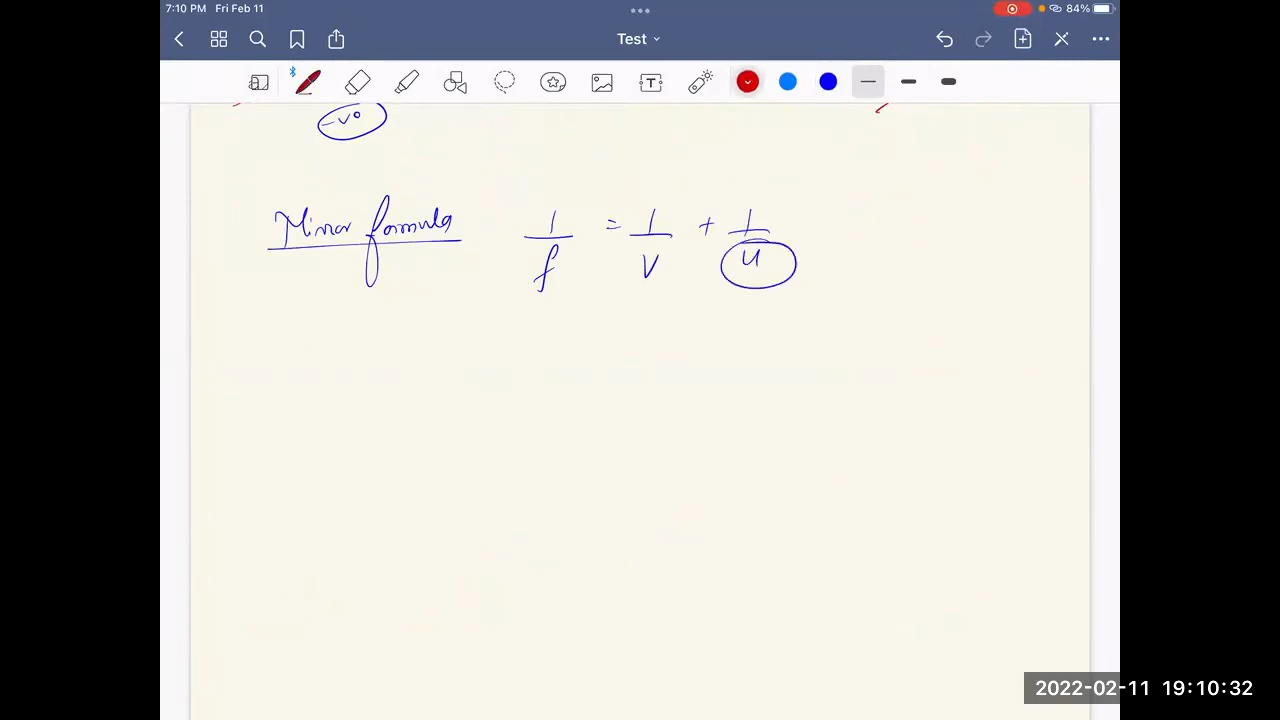 7:10 PM Fri Feb 11
84%
Test
T
-ve
Mirror formula 1/f = 1/v + 1/u
2022-02-11 19:10:32